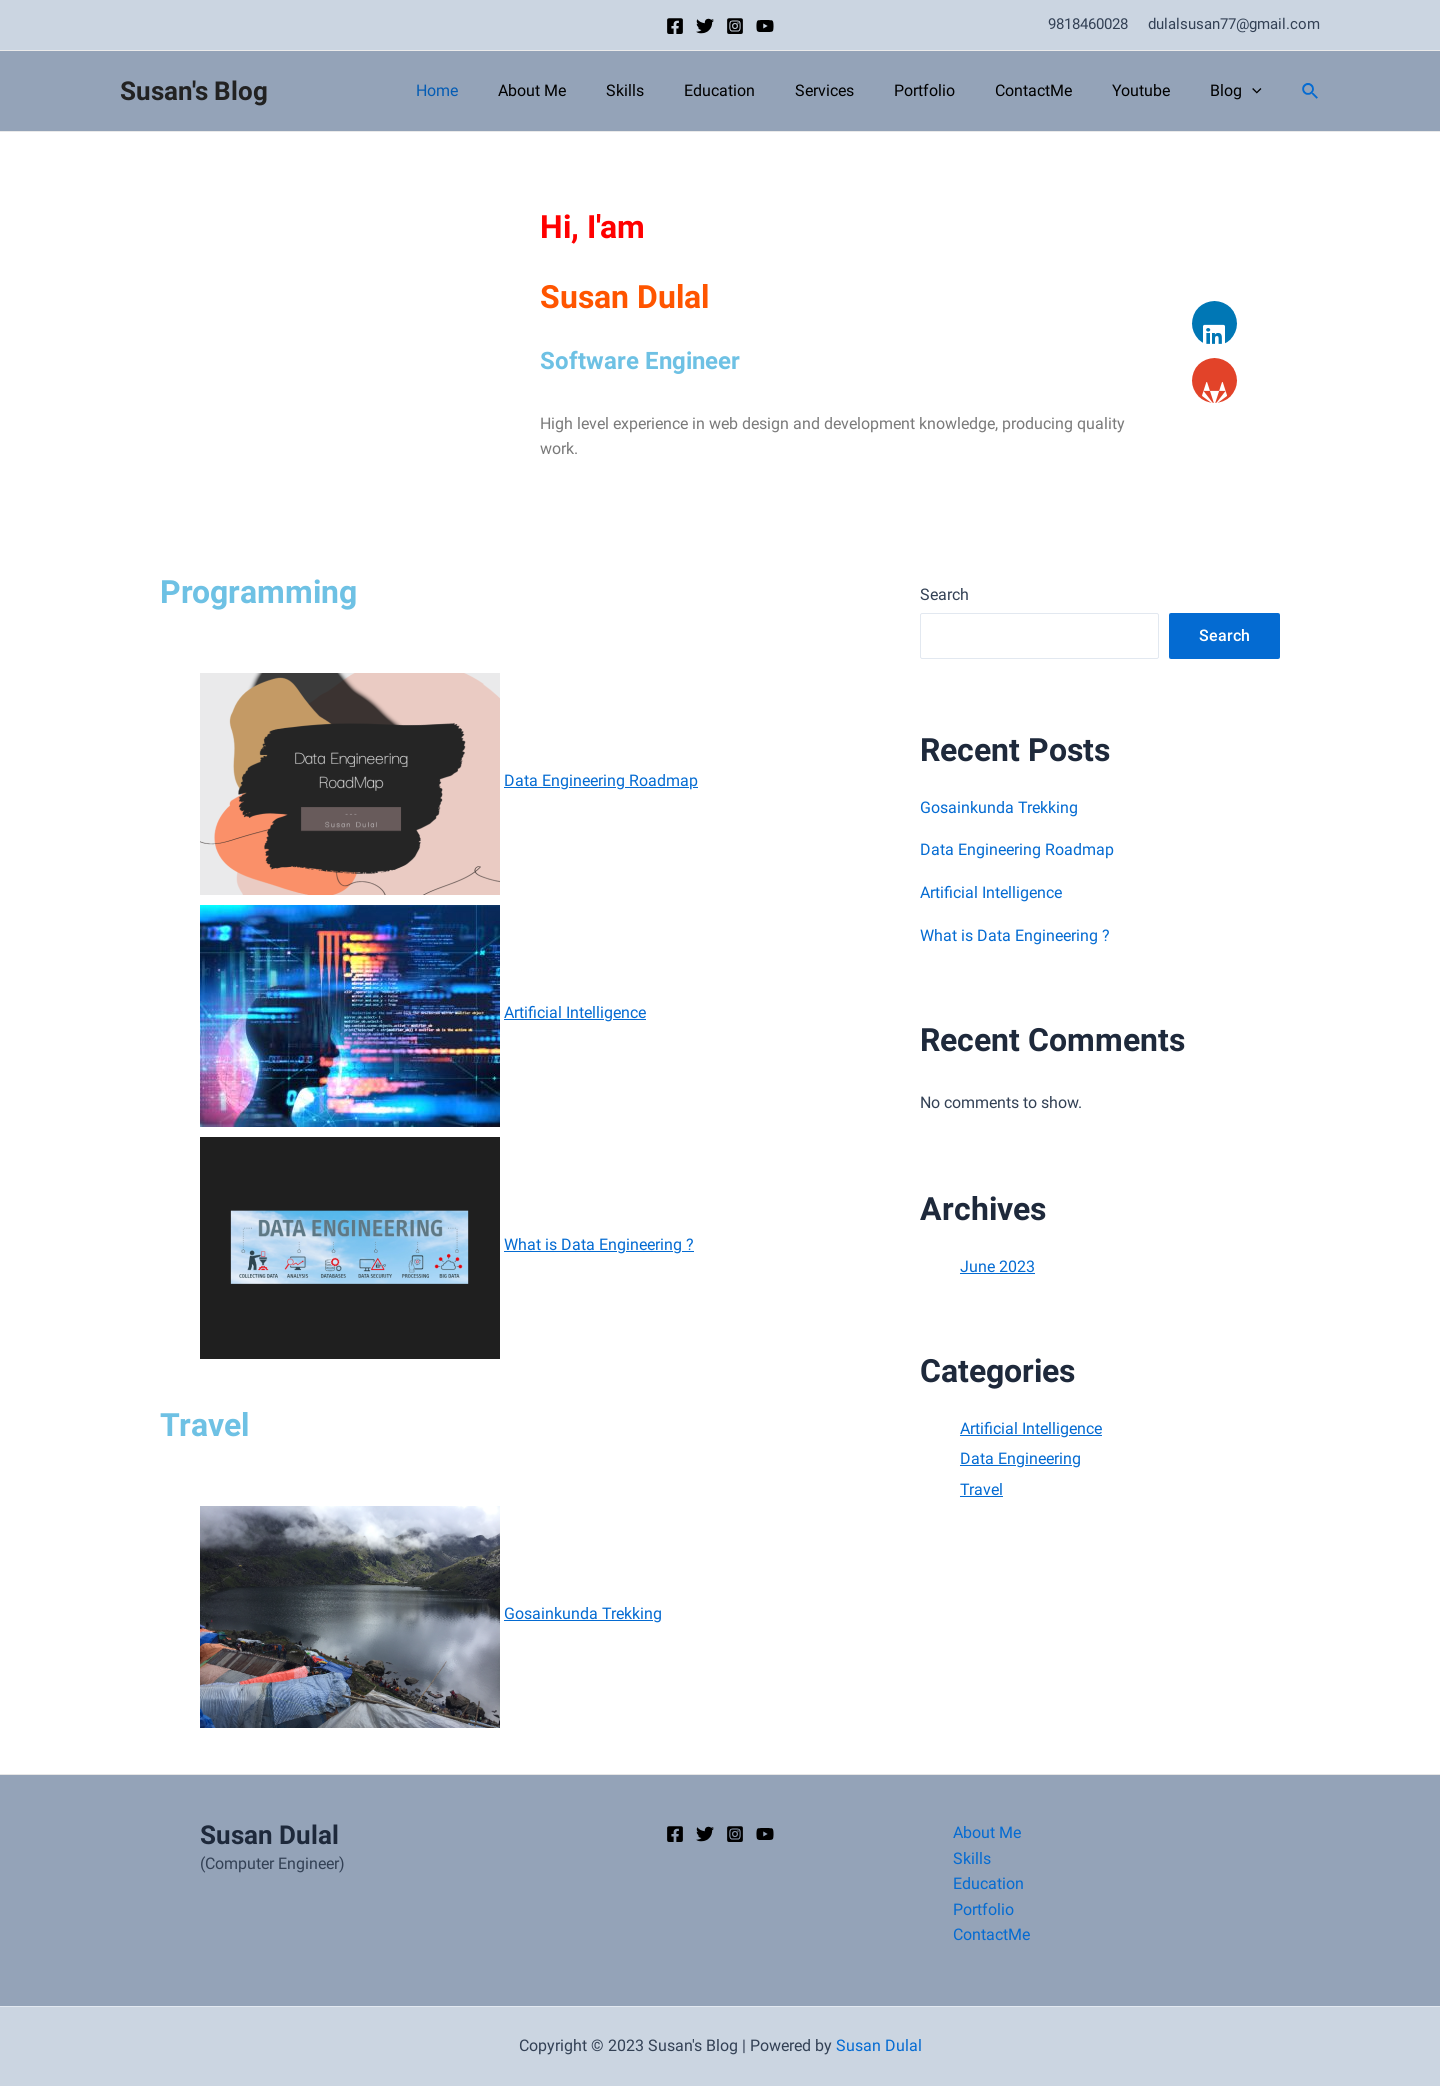 9818460028 dulalsusan77@gmail.com
Susan's Blog
Home About Me Skills Education Services Portfolio ContactMe Youtube Blog
Hi, I'am
Susan Dulal
Software Engineer
High level experience in web design and development knowledge, producing quality
work.
Programming
Data Engineering
RoadMap
Susan Dulal
Data Engineering Roadmap
Artificial Intelligence
DATA ENGINEERING
COLLECTING DATA ANALYSIS DATABASES DATA SECURITY PROCESSING BIG DATA
What is Data Engineering ?
Travel
Gosainkunda Trekking
Search
Search
Recent Posts
Gosainkunda Trekking
Data Engineering Roadmap
Artificial Intelligence
What is Data Engineering ?
Recent Comments
No comments to show.
Archives
June 2023
Categories
Artificial Intelligence
Data Engineering
Travel
Susan Dulal
(Computer Engineer)
About Me
Skills
Education
Portfolio
ContactMe
Copyright © 2023 Susan's Blog | Powered by Susan Dulal